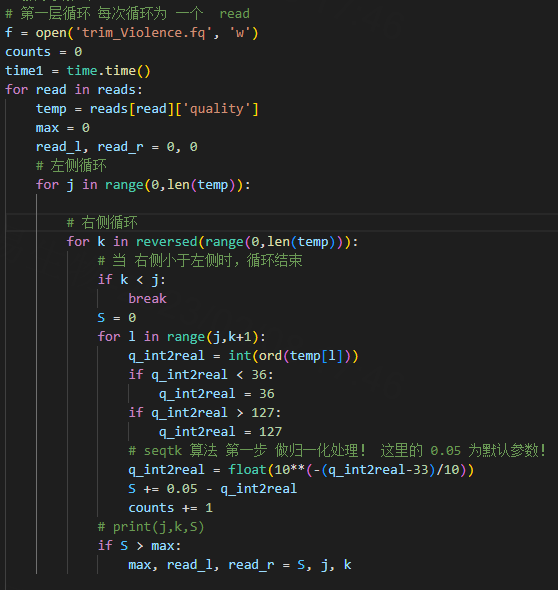 # 第一层循环 每次循环为 一个  read
f = open('trim_Violence.fq', 'w')
counts = 0
time1 = time.time()
for read in reads:
    temp = reads[read]['quality']
    max = 0
    read_l, read_r = 0, 0
    # 左侧循环
    for j in range(0,len(temp)):
        # 右侧循环
        for k in reversed(range(0,len(temp))):
            # 当 右侧小于左侧时，循环结束
            if k < j:
                break
            S = 0
            for l in range(j,k+1):
                q_int2real = int(ord(temp[l]))
                if q_int2real < 36:
                    q_int2real = 36
                if q_int2real > 127:
                    q_int2real = 127
                # seqtk 算法 第一步 做归一化处理！ 这里的 0.05 为默认参数！
                q_int2real = float(10**(-(q_int2real-33)/10))
                S += 0.05 - q_int2real
                counts += 1
            # print(j,k,S)
            if S > max:
                max, read_l, read_r = S, j, k